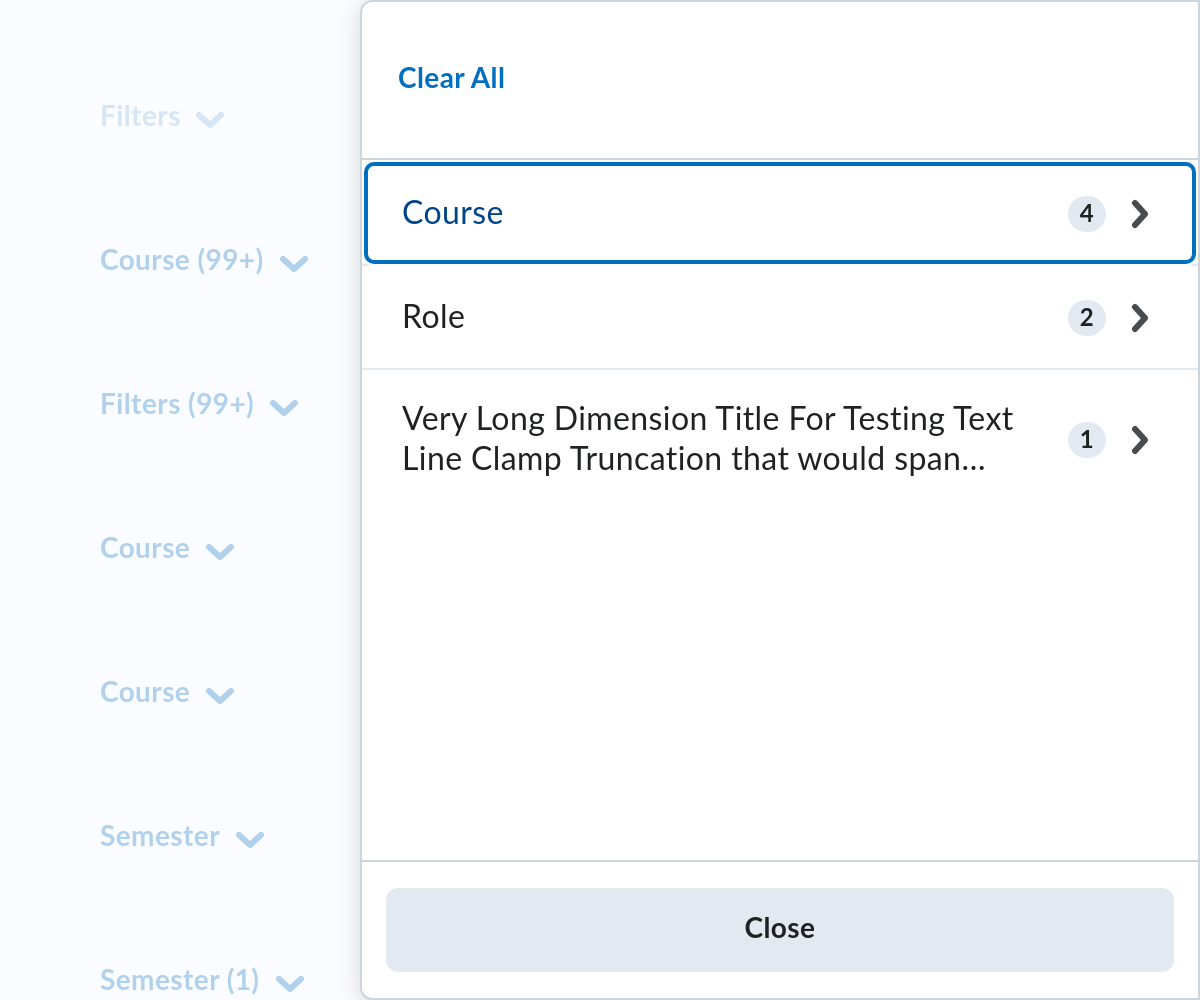 Filters
Course (99+)
Filters (99+)
Course
Course
Semester
Semester (1)
Clear All
Course 4
Role 2
Very Long Dimension Title For Testing Text
Line Clamp Truncation that would span...
1
Close